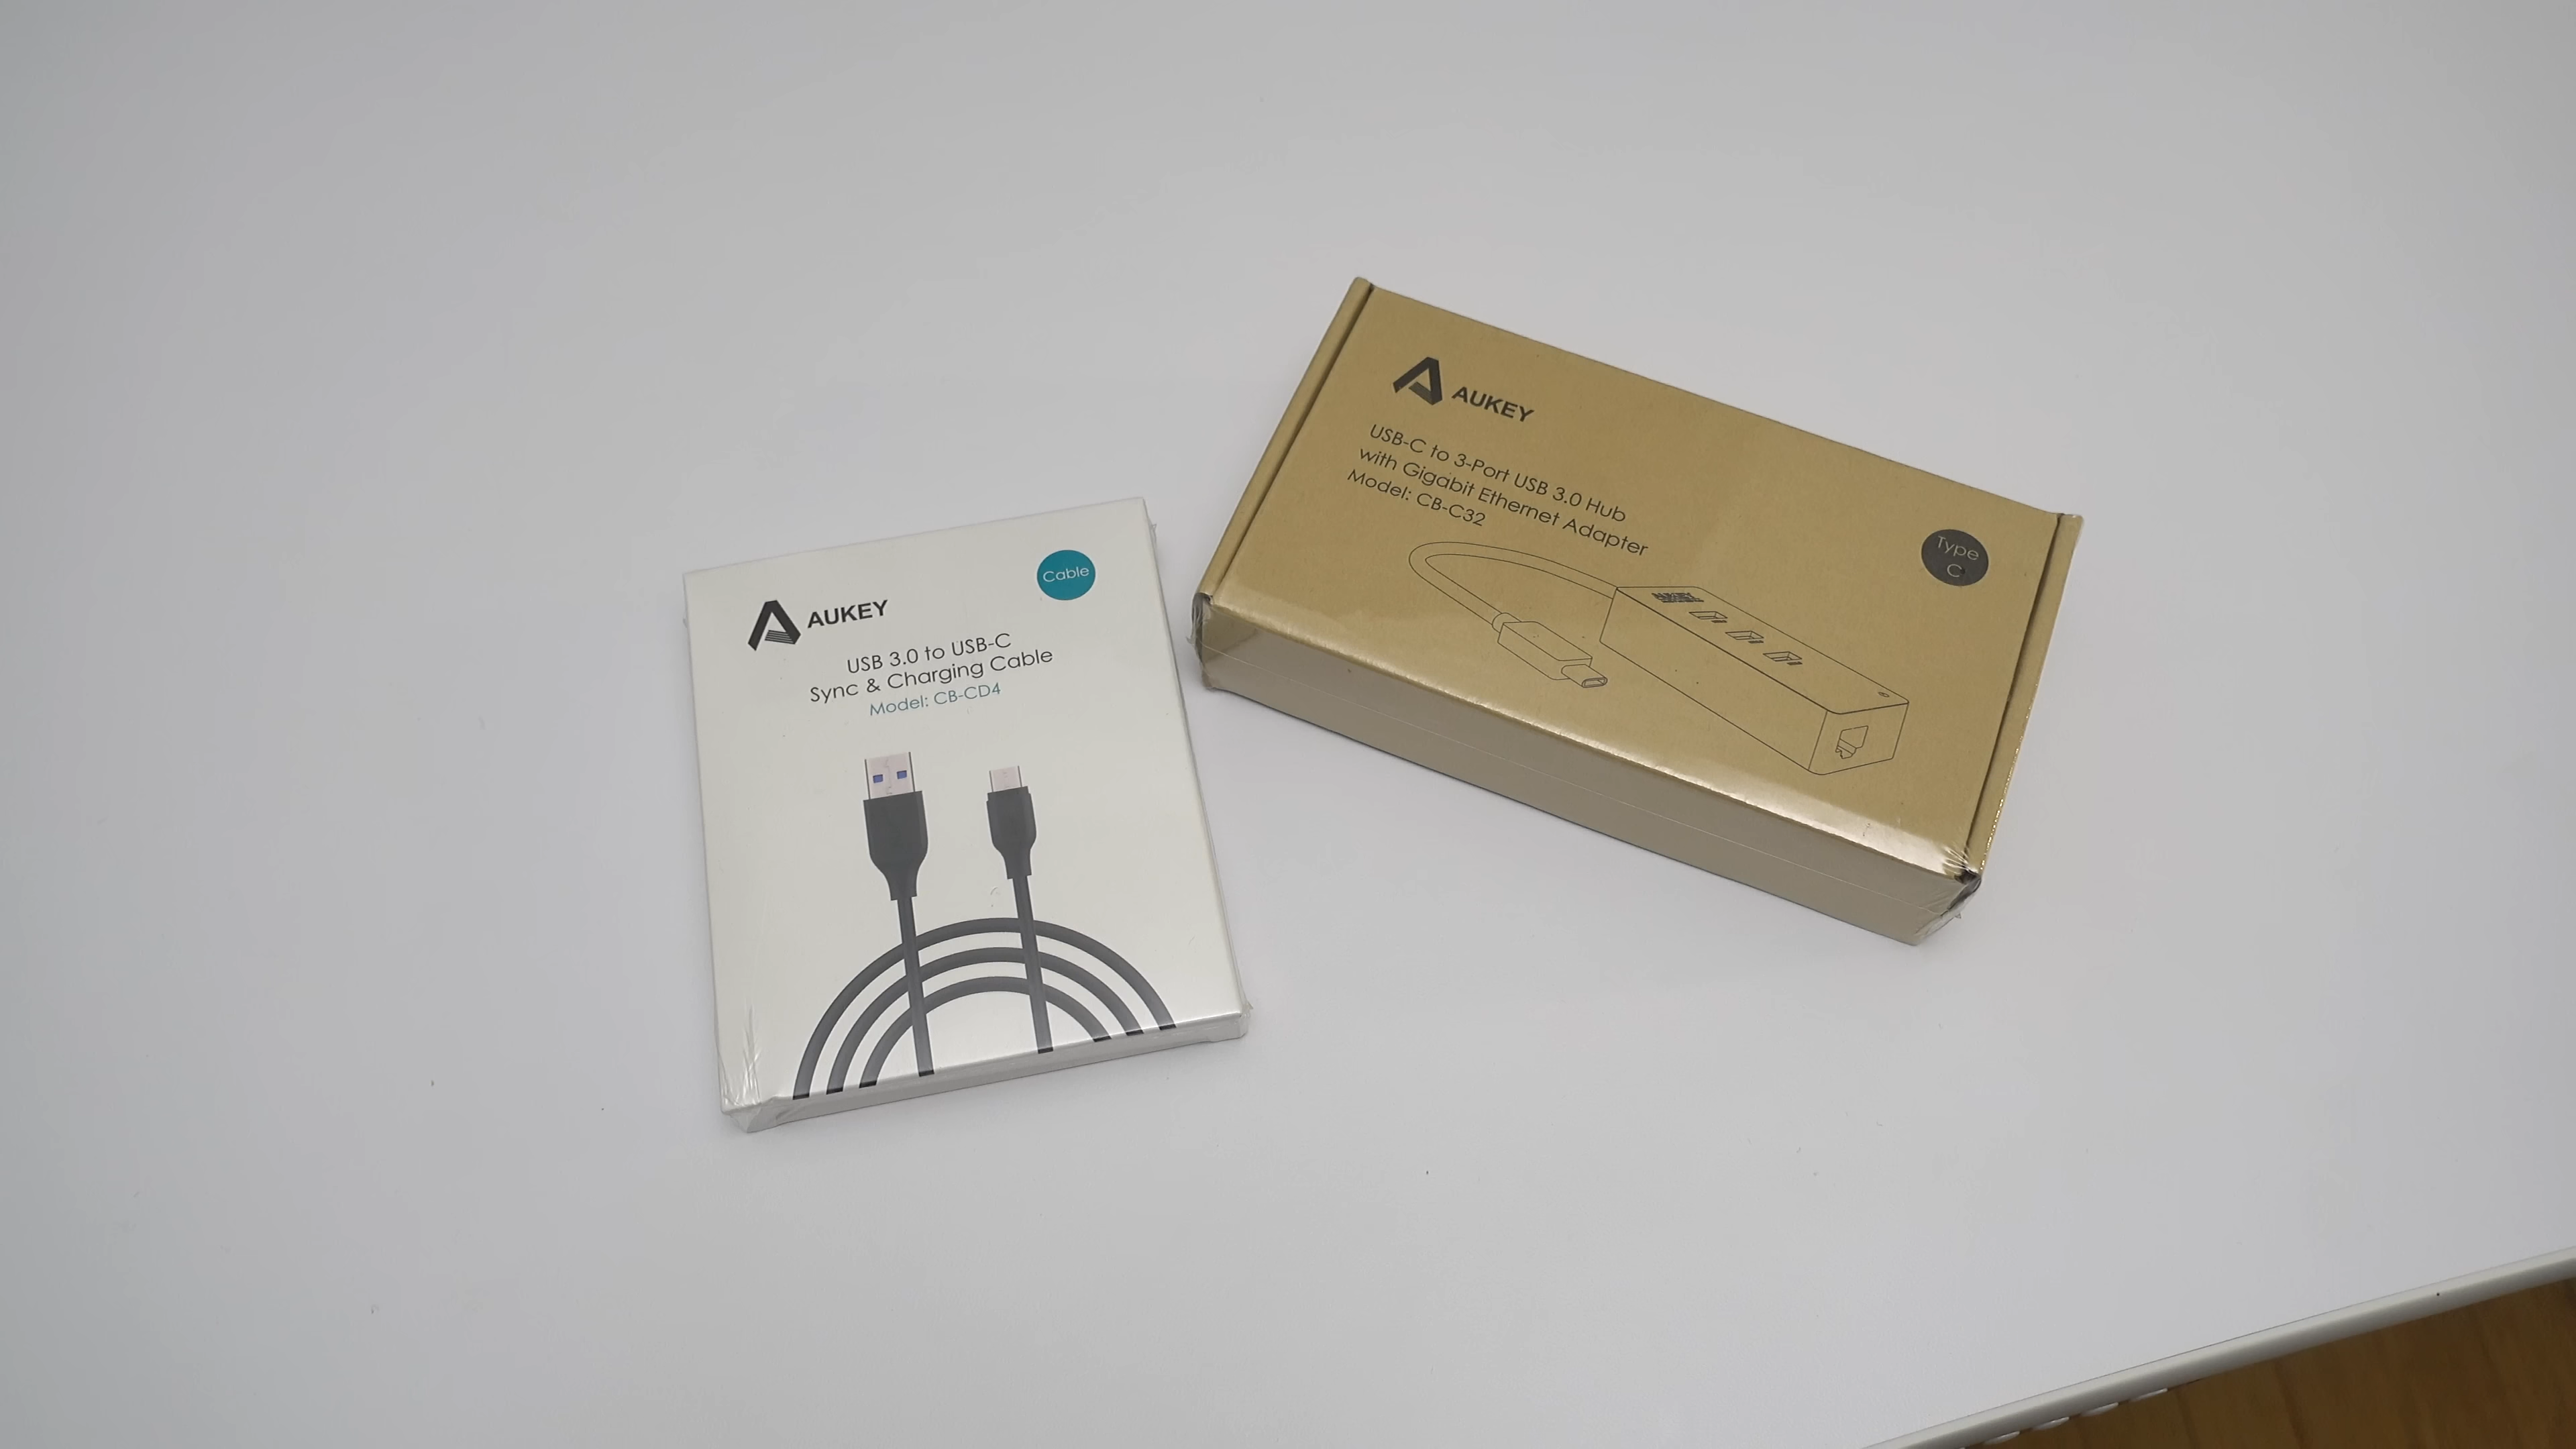 AUKEY
USB 3.0 to USB-C
Sync & Charging Cable
Model: CB-CD4
Cable
AUKEY
USB-C to 3-Port USB 3.0 Hub
with Gigabit Ethernet Adapter
Model: CB-C32
Type
C